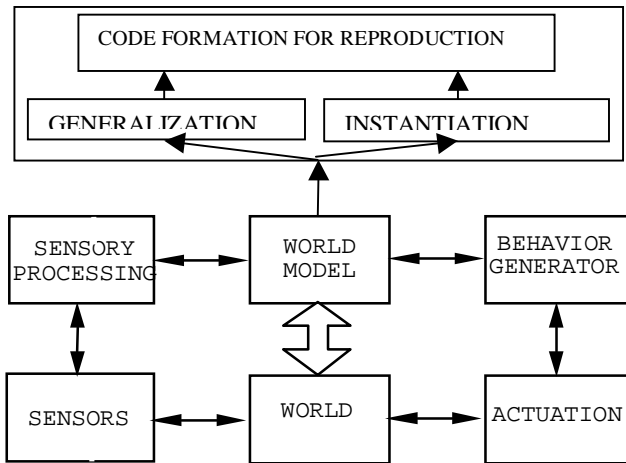 CODE FORMATION FOR REPRODUCTION
GENERALIZATION
INSTANTIATION
SENSORY
PROCESSING
WORLD
MODEL
BEHAVIOR
GENERATOR
SENSORS
WORLD
ACTUATION